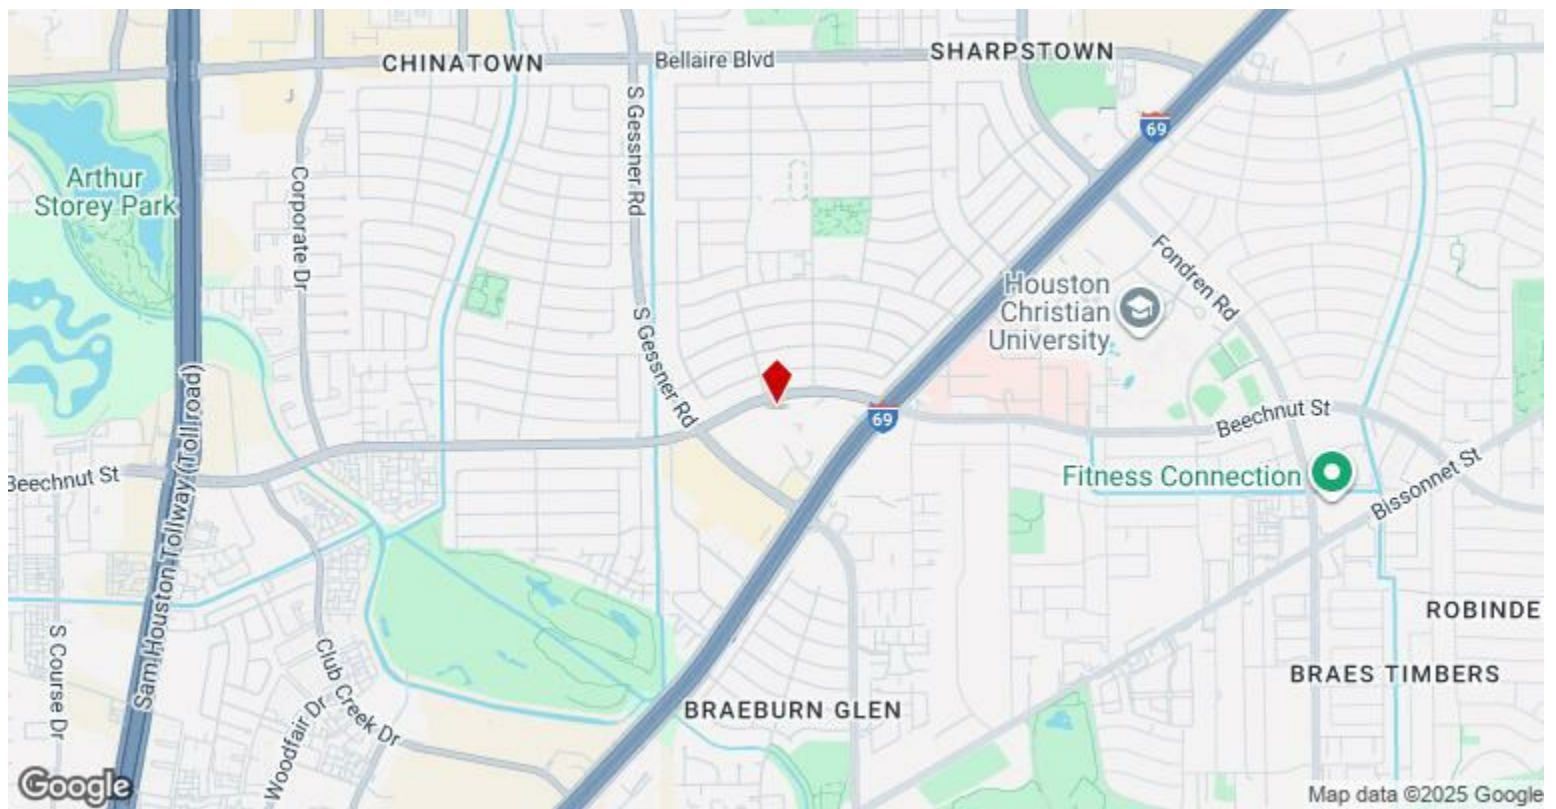 CHINATOWN
Bellaire Blvd
SHARPSTOWN
S Gessner Rd
69
Arthur
Storey Park
Corporate Dr
Fondren Rd
Houston
Christian
University
S Gessner Rd
69
Beechnut St
Beechnut St
Sam Houston Tollway (Toll road)
Fitness Connection
Bissonnet St
ROBINDE
S Course Dr
Club Creek Dr
Woodfair Dr
BRAES TIMBERS
BRAEBURN GLEN
Google
Map data ©2025 Google